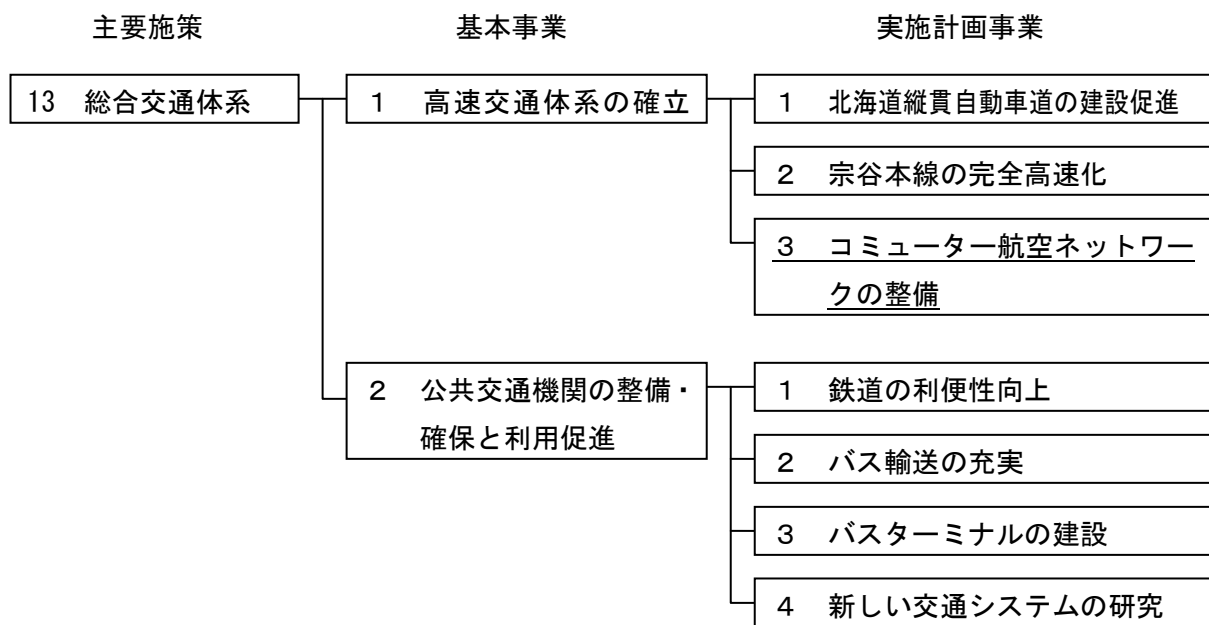 主要施策 基本事業 実施計画事業
13 総合交通体系
1 高速交通体系の確立
1 北海道縦貫自動車道の建設促進
2 宗谷本線の完全高速化
3 コミューター航空ネットワー
クの整備
2 公共交通機関の整備・
確保と利用促進
1 鉄道の利便性向上
2 バス輸送の充実
3 バスターミナルの建設
4 新しい交通システムの研究